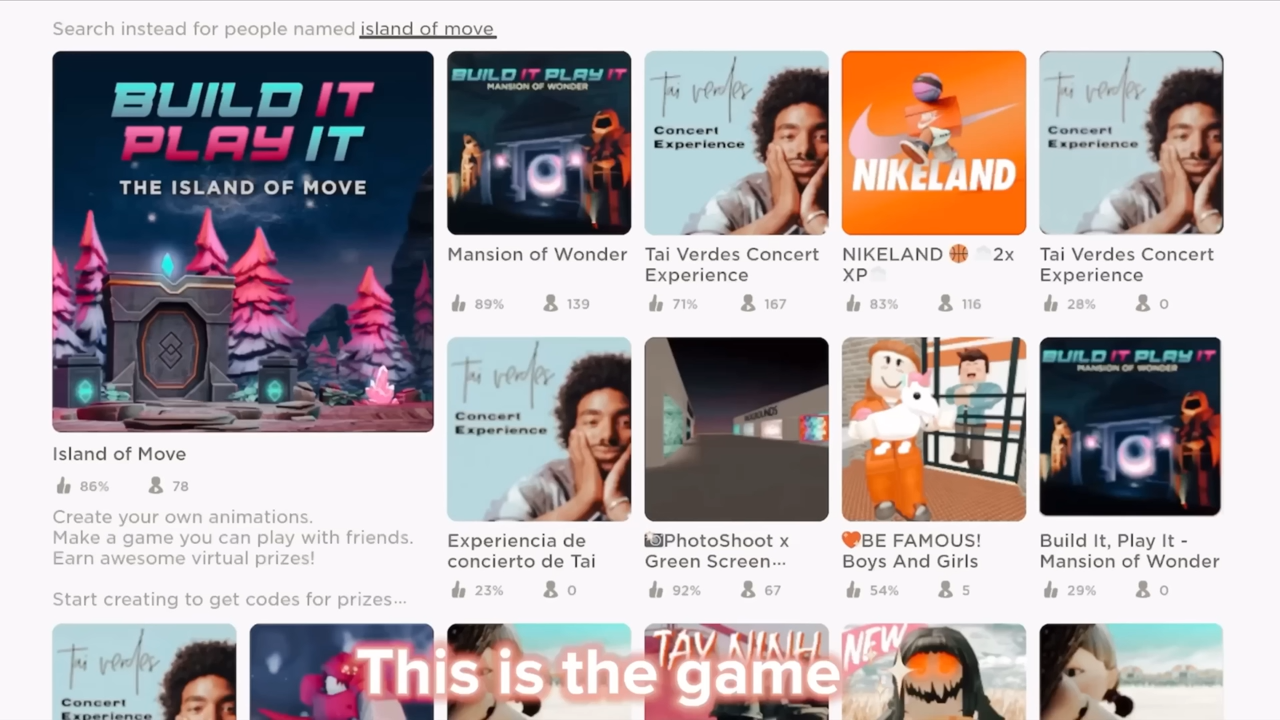 Search instead for people named island of move
BUILD IT
PLAY IT
THE ISLAND OF MOVE
Island of Move
86% 78
Create your own animations.
Make a game you can play with friends.
Earn awesome virtual prizes!
Start creating to get codes for prizes...
BUILD IT PLAY IT
MANSION OF WONDER
Mansion of Wonder
89% 139
Tai Verdes
Concert
Experience
Tai Verdes Concert
Experience
71% 167
NIKELAND
NIKELAND 🏀 2x
XP
83% 116
Tai Verdes
Concert
Experience
Tai Verdes Concert
Experience
28% 0
Tai Verdes
Concert
Experience
Experiencia de
concierto de Tai
23% 0
📷PhotoShoot x
Green Screen...
92% 67
🧡BE FAMOUS!
Boys And Girls
54% 5
BUILD IT PLAY IT
MANSION OF WONDER
Build It, Play It -
Mansion of Wonder
29% 0
Tai Verdes
Concert
Experience
TAY NINH
NEW
This is the game